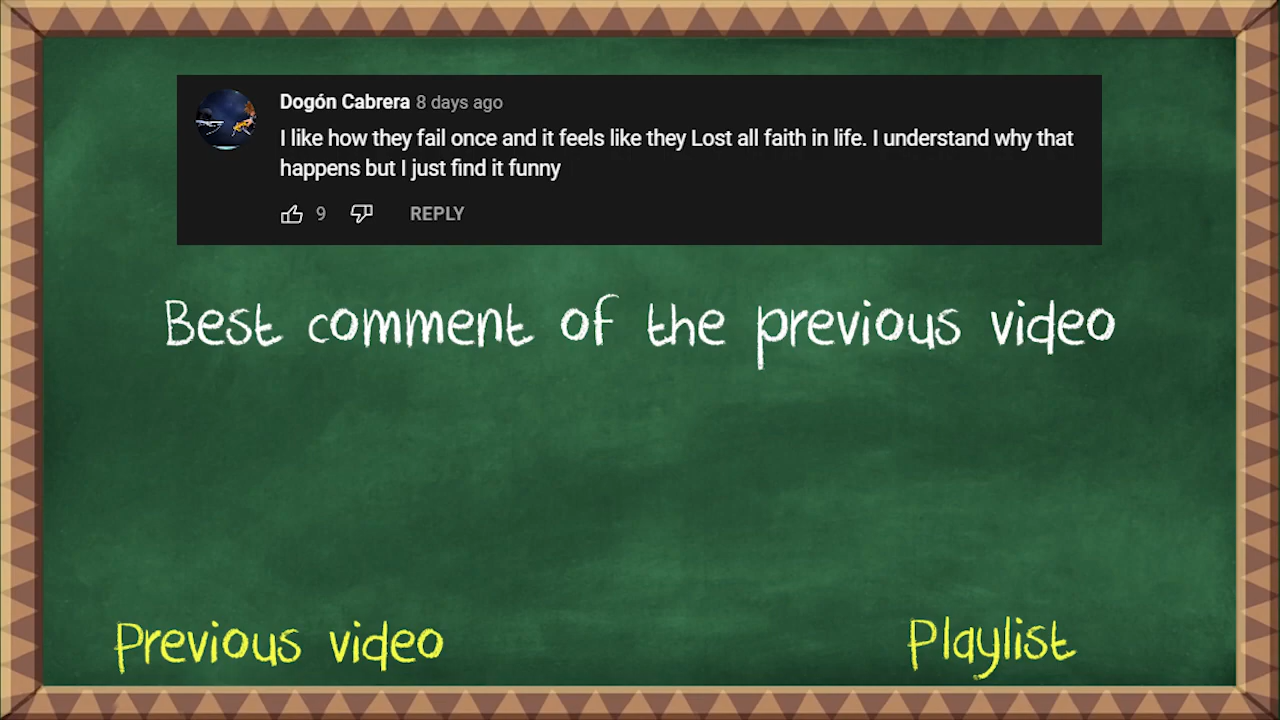 Dogón Cabrera 8 days ago
I like how they fail once and it feels like they Lost all faith in life. I understand why that
happens but I just find it funny
9 REPLY
Best comment of the previous video
Previous video
Playlist